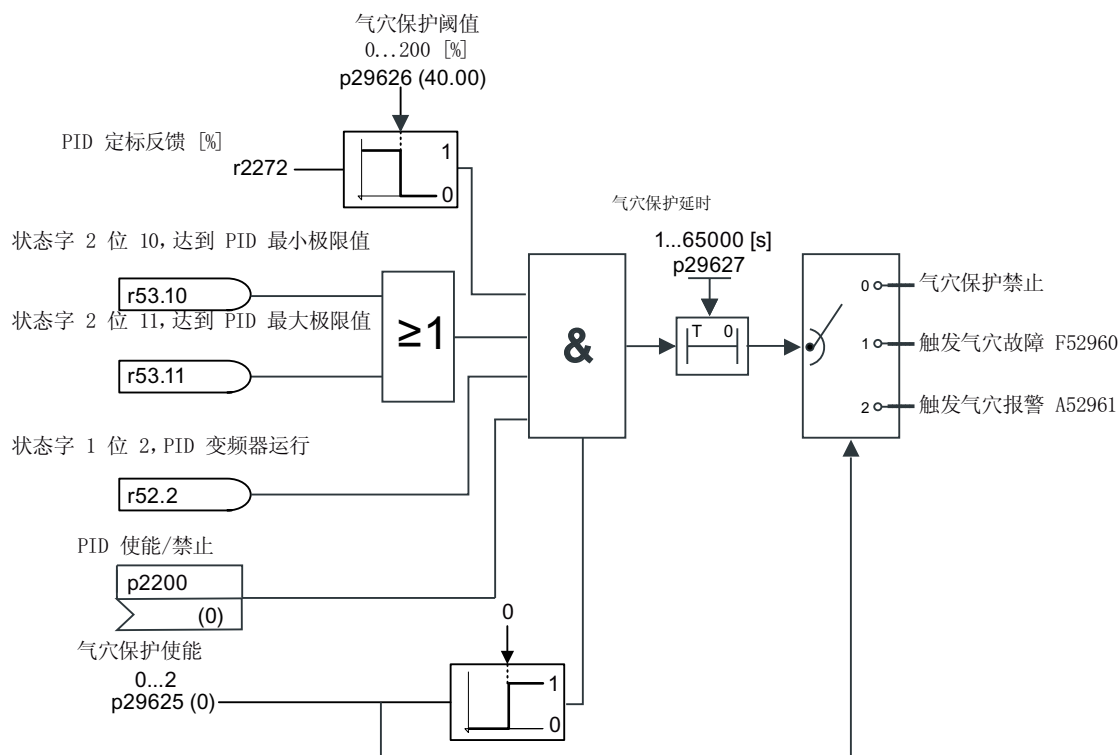 气穴保护阈值
0...200 [%]
p29626 (40.00)
PID 定标反馈 [%]
r2272
1
0
气穴保护延时
1...65000 [s]
p29627
状态字 2 位 10,达到 PID 最小极限值
r53.10
状态字 2 位 11,达到 PID 最大极限值
r53.11
≥1
&
T 0
0 气穴保护禁止
1 触发气穴故障 F52960
2 触发气穴报警 A52961
状态字 1 位 2,PID 变频器运行
r52.2
PID 使能/禁止
p2200
(0)
气穴保护使能
0...2
p29625 (0)
0
1
0